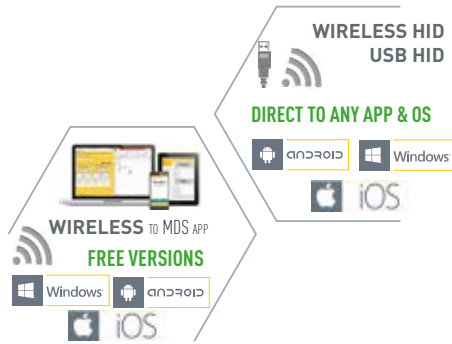 WIRELESS HID
USB HID
DIRECT TO ANY APP & OS
android Windows
iOS
WIRELESS TO MDS APP
FREE VERSIONS
Windows android
iOS